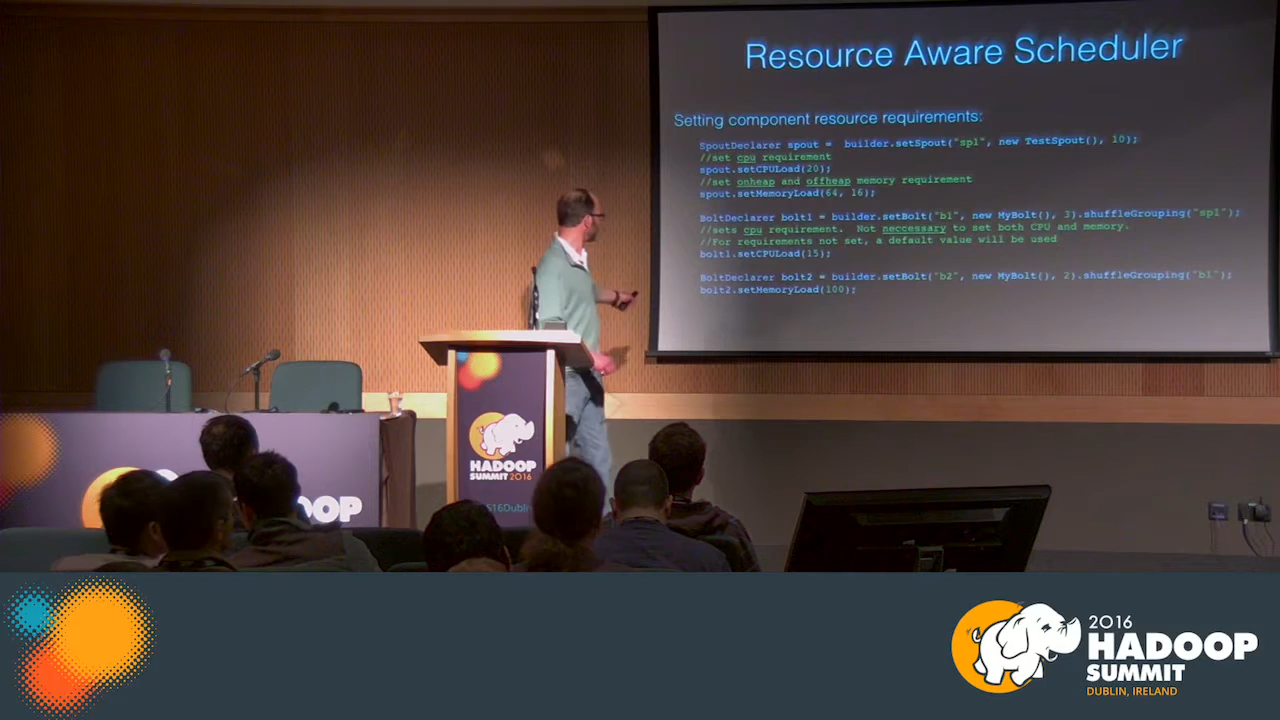 Resource Aware Scheduler
Setting component resource requirements:
SpoutDeclarer spout =  builder.setSpout("sp1", new TestSpout(), 10);
//set cpu requirement
spout.setCPULoad(20);
//set onheap and offheap memory requirement
spout.setMemoryLoad(64, 16);
BoltDeclarer bolt1 = builder.setBolt("b1", new MyBolt(), 3).shuffleGrouping("sp1");
//sets cpu requirement.  Not neccessary to set both CPU and memory.
//For requirements not set, a default value will be used
bolt1.setCPULoad(15);
BoltDeclarer bolt2 = builder.setBolt("b2", new MyBolt(), 2).shuffleGrouping("b1");
bolt2.setMemoryLoad(100);
HADOOP
SUMMIT 2016
S16Dublin
OOP
2016
HADOOP
SUMMIT
DUBLIN, IRELAND